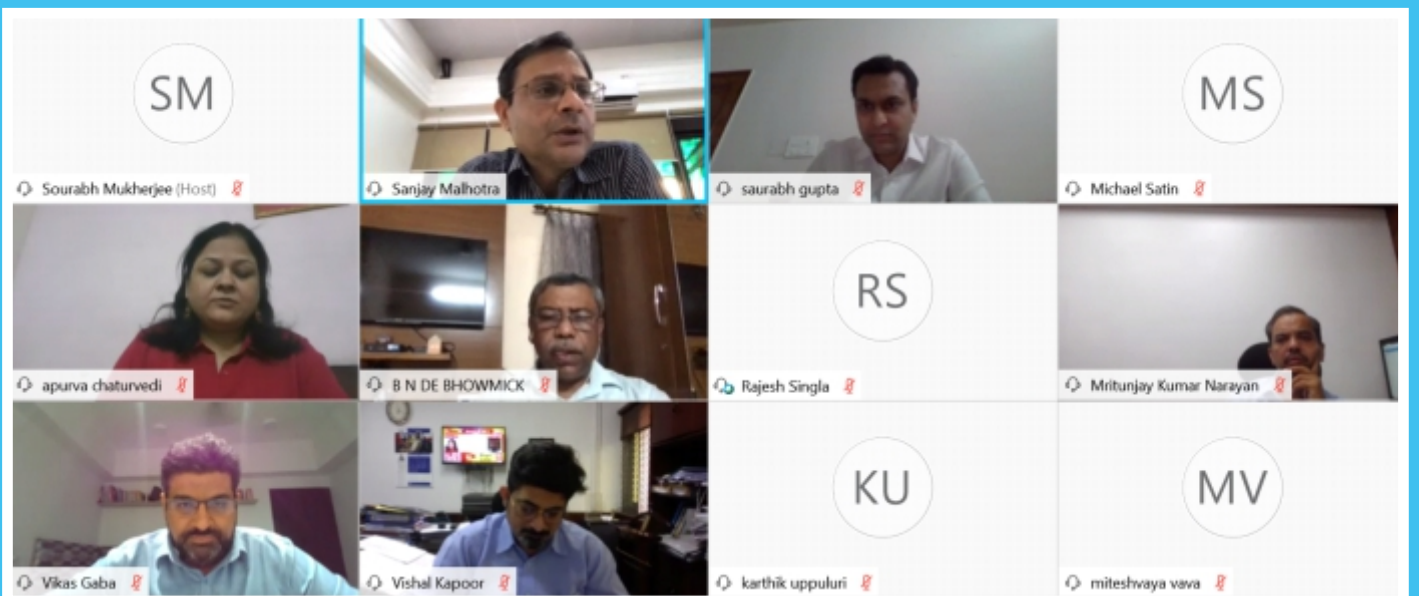 SM
Sourabh Mukherjee (Host)
Sanjay Malhotra
saurabh gupta
MS
Michael Satin
apurva chaturvedi
B N DE BHOWMICK
RS
Rajesh Singla
Mritunjay Kumar Narayan
Vikas Gaba
Vishal Kapoor
KU
karthik uppuluri
MV
miteshvaya vava